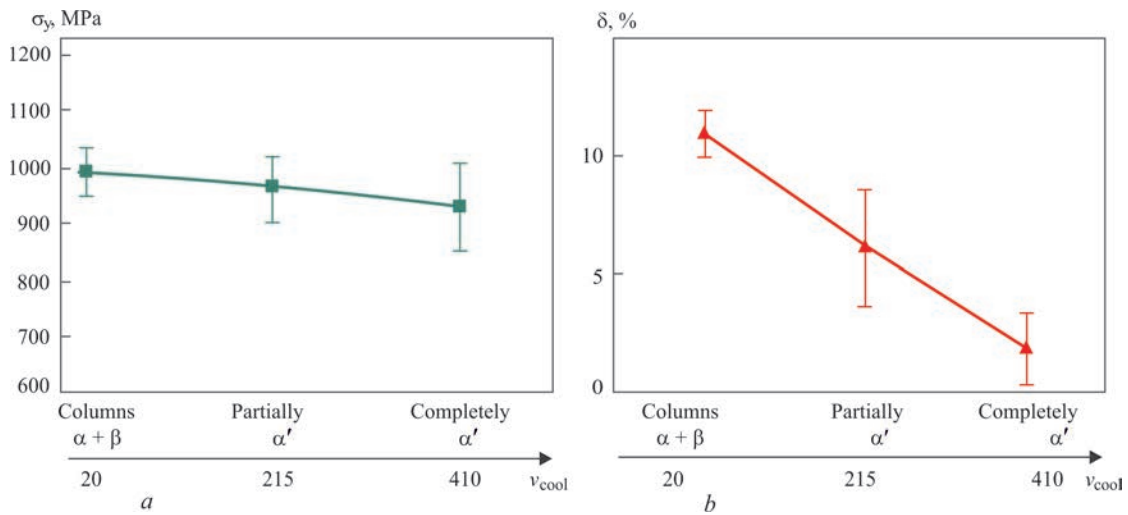 σy, MPa
1200
1100
1000
900
800
700
600
Columns Partially Completely
α + β α′ α′
20 215 410 vcool
a
δ, %
10
5
0
Columns Partially Completely
α + β α′ α′
20 215 410 vcool
b